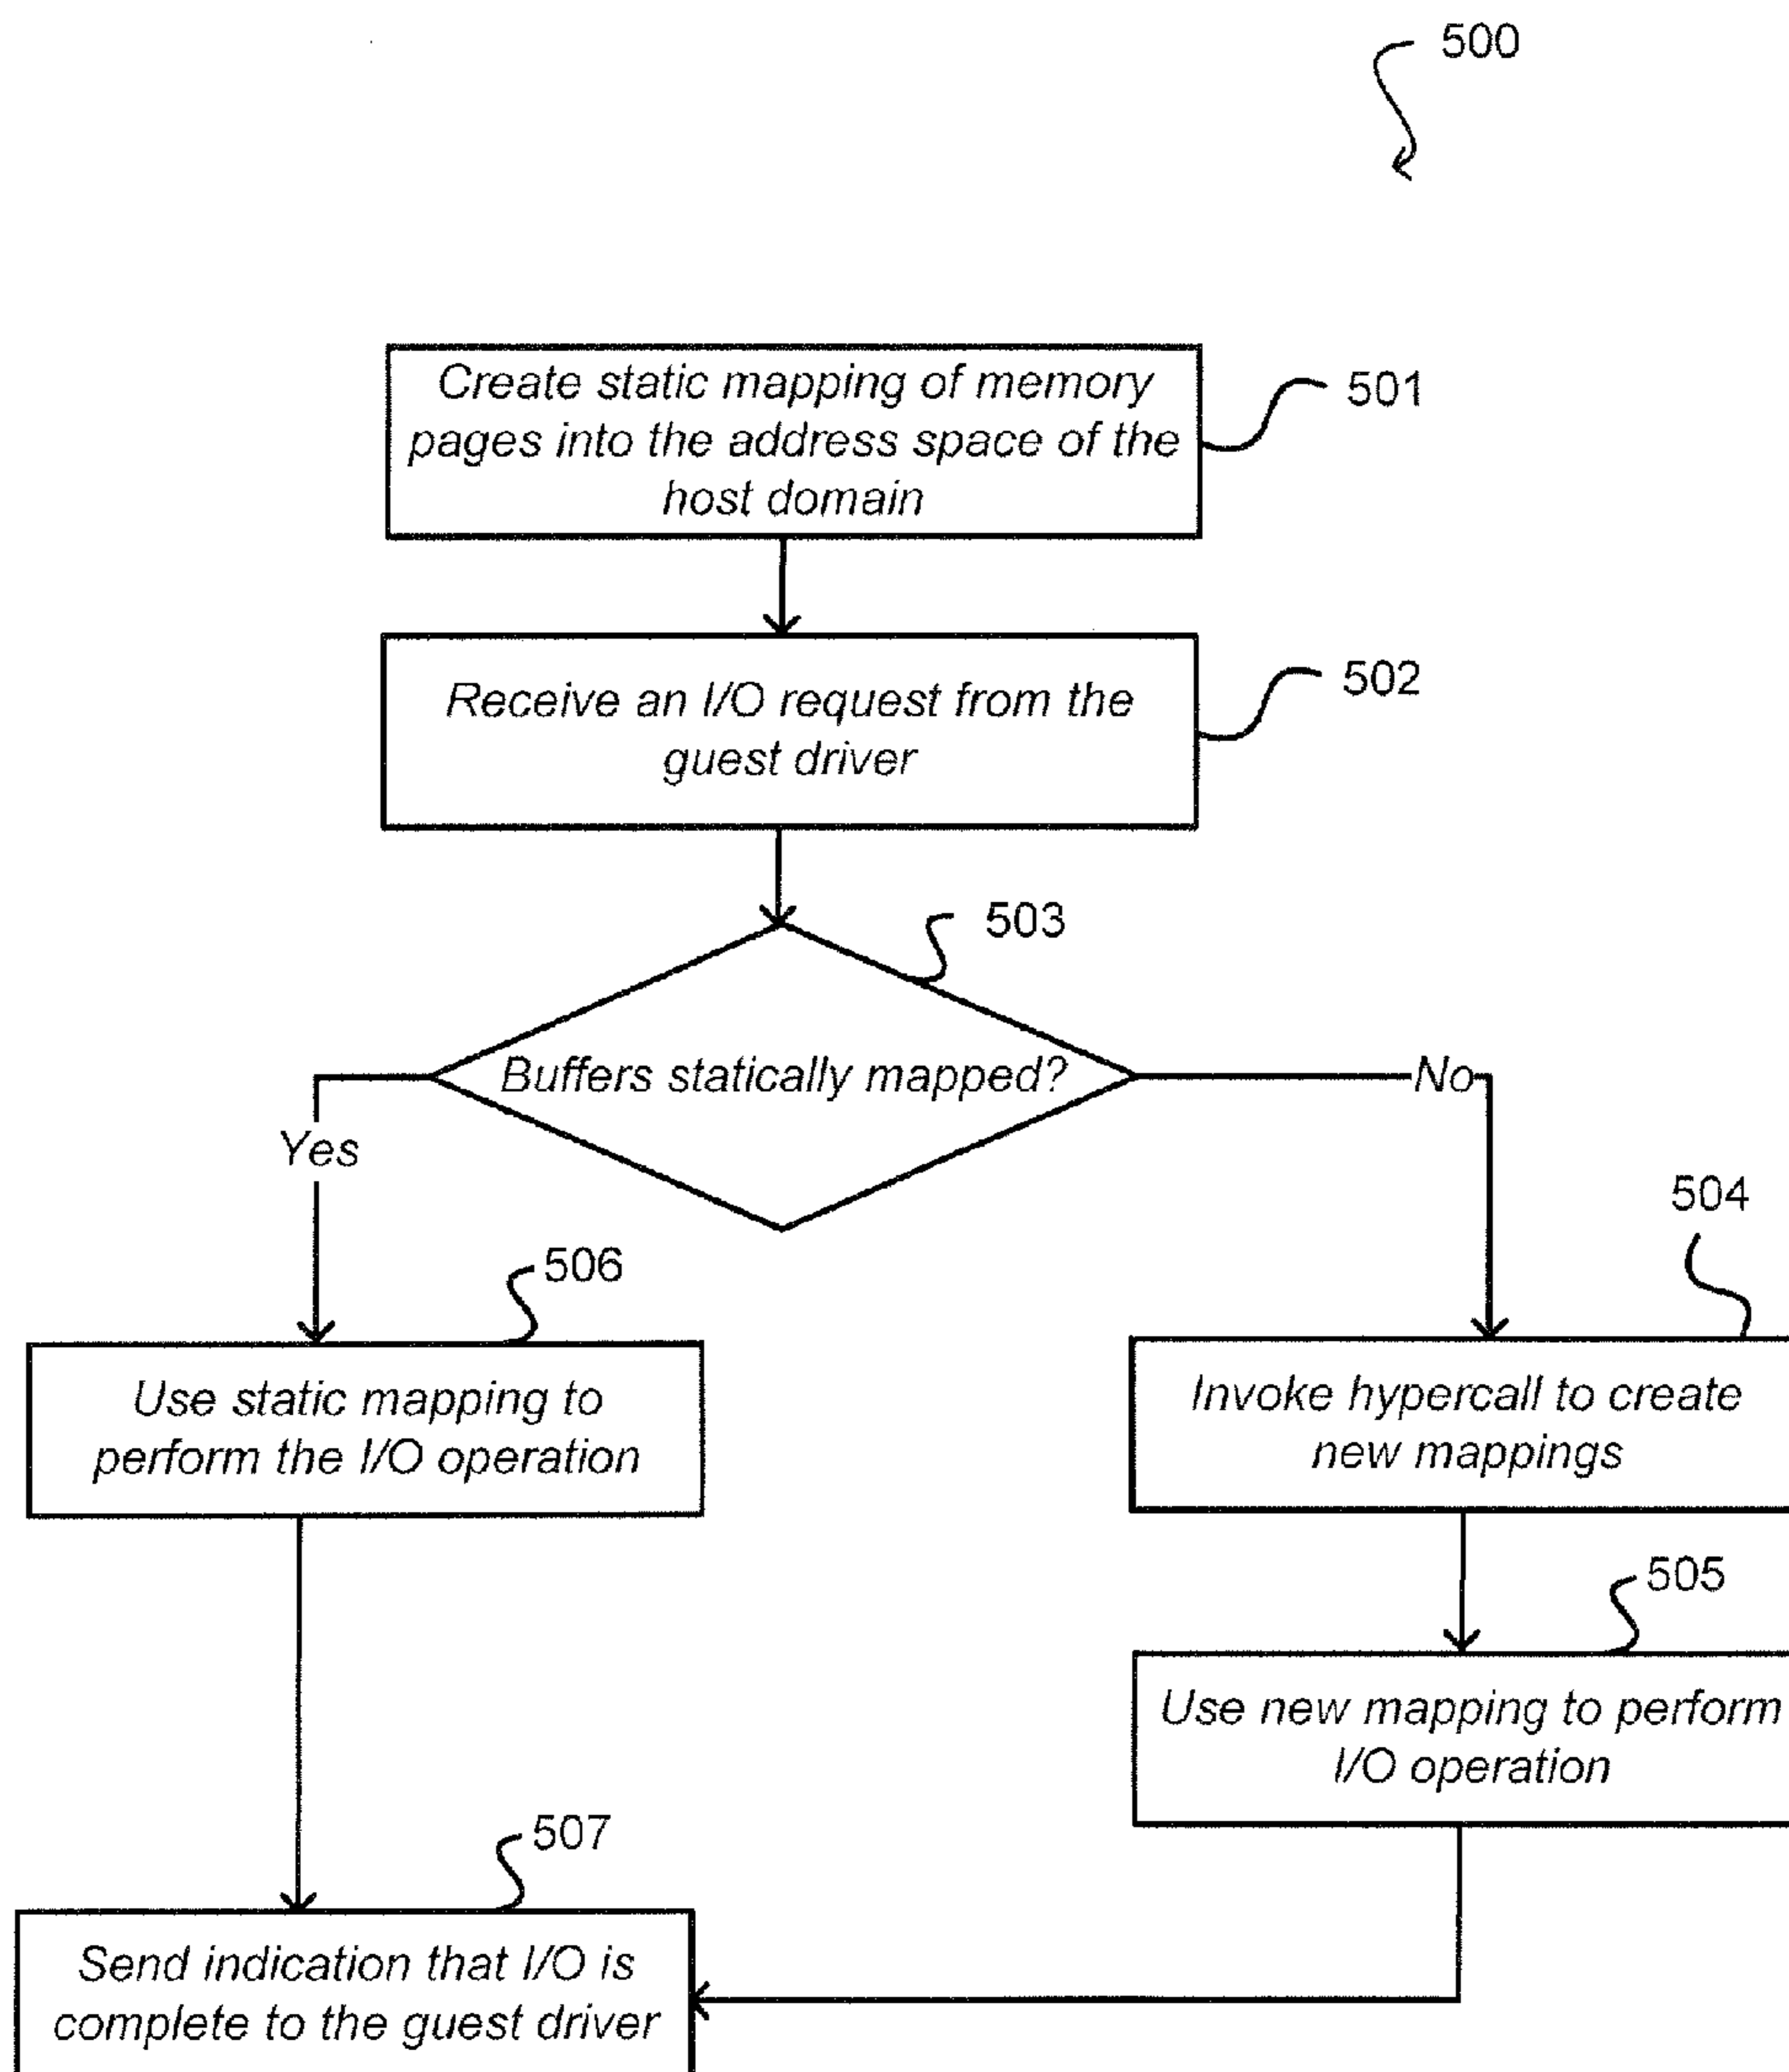 500
Create static mapping of memory
pages into the address space of the
host domain
501
Receive an I/O request from the
guest driver
502
503
Buffers statically mapped?
No
Yes
504
506
Use static mapping to
perform the I/O operation
Invoke hypercall to create
new mappings
505
Use new mapping to perform
I/O operation
507
Send indication that I/O is
complete to the guest driver